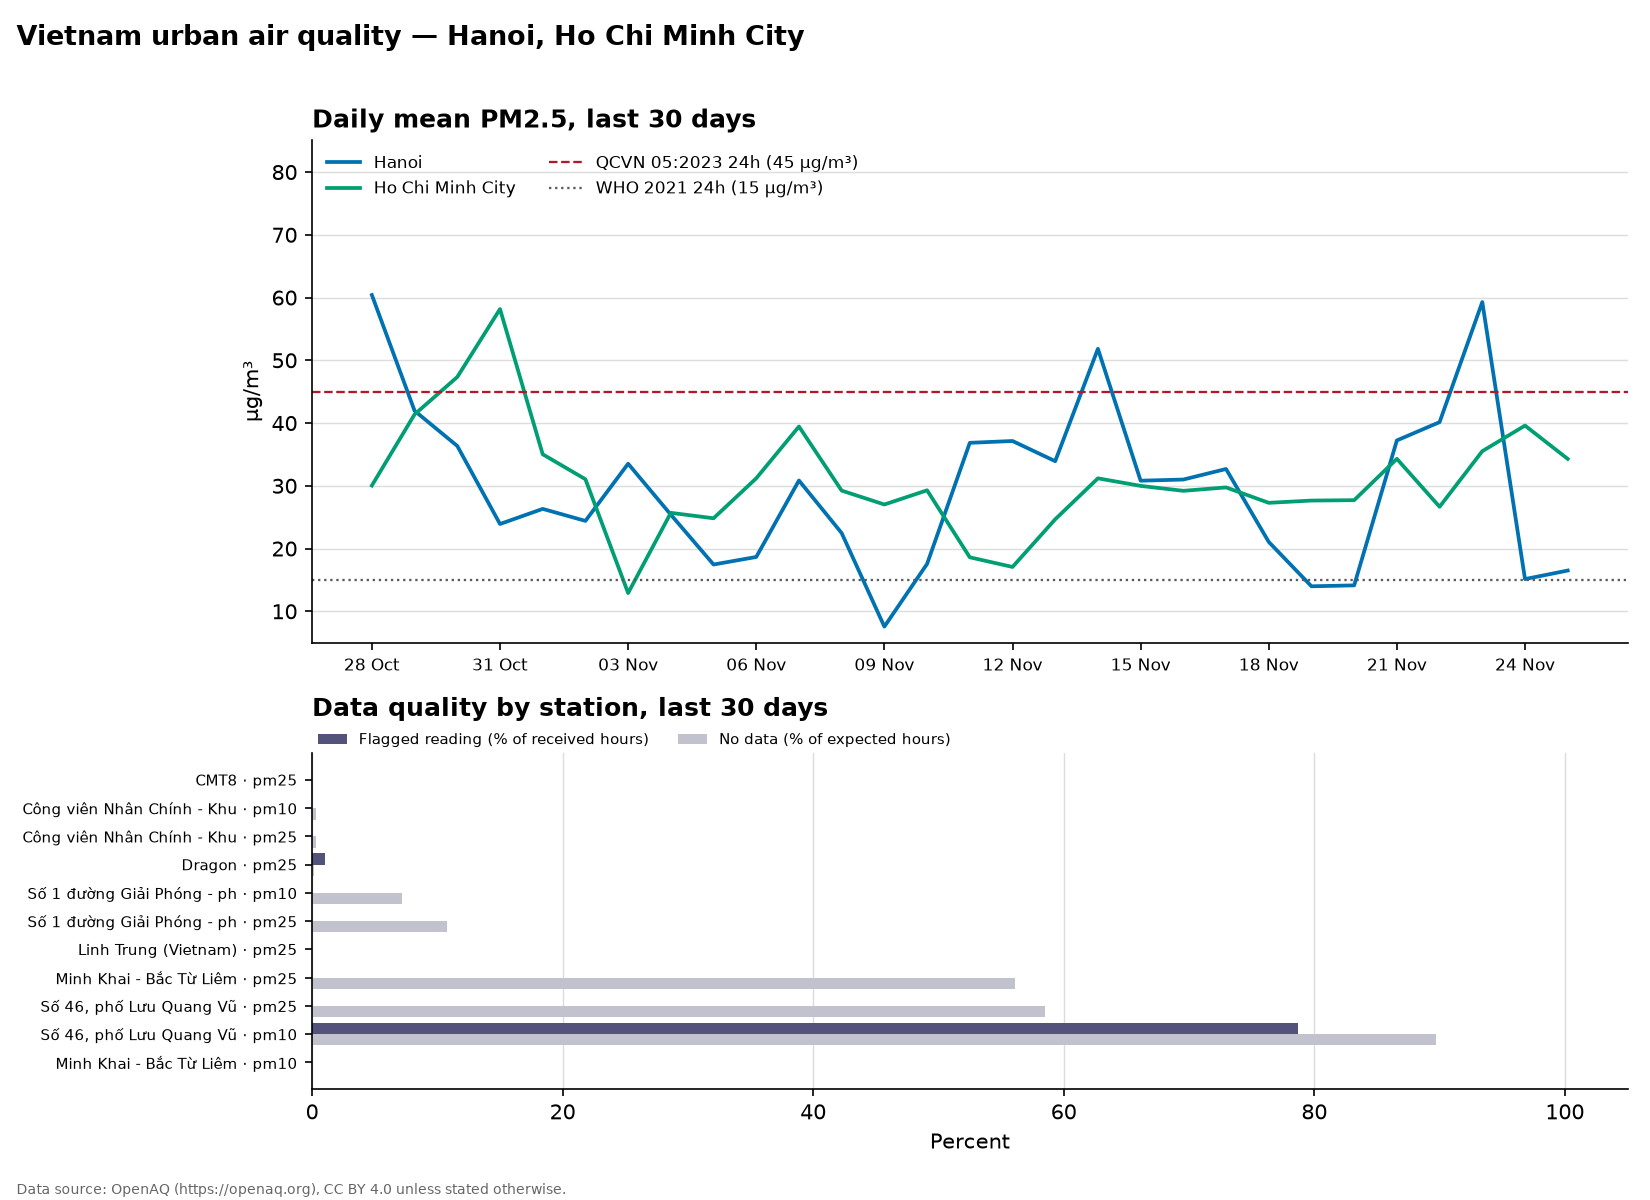 Vietnam urban air quality — Hanoi, Ho Chi Minh City
Daily mean PM2.5, last 30 days
Hanoi
Ho Chi Minh City
QCVN 05:2023 24h (45 µg/m³)
WHO 2021 24h (15 µg/m³)
µg/m³
80
70
60
50
40
30
20
10
28 Oct
31 Oct
03 Nov
06 Nov
09 Nov
12 Nov
15 Nov
18 Nov
21 Nov
24 Nov
Data quality by station, last 30 days
Flagged reading (% of received hours)
No data (% of expected hours)
CMT8 · pm25
Công viên Nhân Chính - Khu · pm10
Công viên Nhân Chính - Khu · pm25
Dragon · pm25
Số 1 đường Giải Phóng - ph · pm10
Số 1 đường Giải Phóng - ph · pm25
Linh Trung (Vietnam) · pm25
Minh Khai - Bắc Từ Liêm · pm25
Số 46, phố Lưu Quang Vũ · pm25
Số 46, phố Lưu Quang Vũ · pm10
Minh Khai - Bắc Từ Liêm · pm10
0
20
40
60
80
100
Percent
Data source: OpenAQ (https://openaq.org), CC BY 4.0 unless stated otherwise.